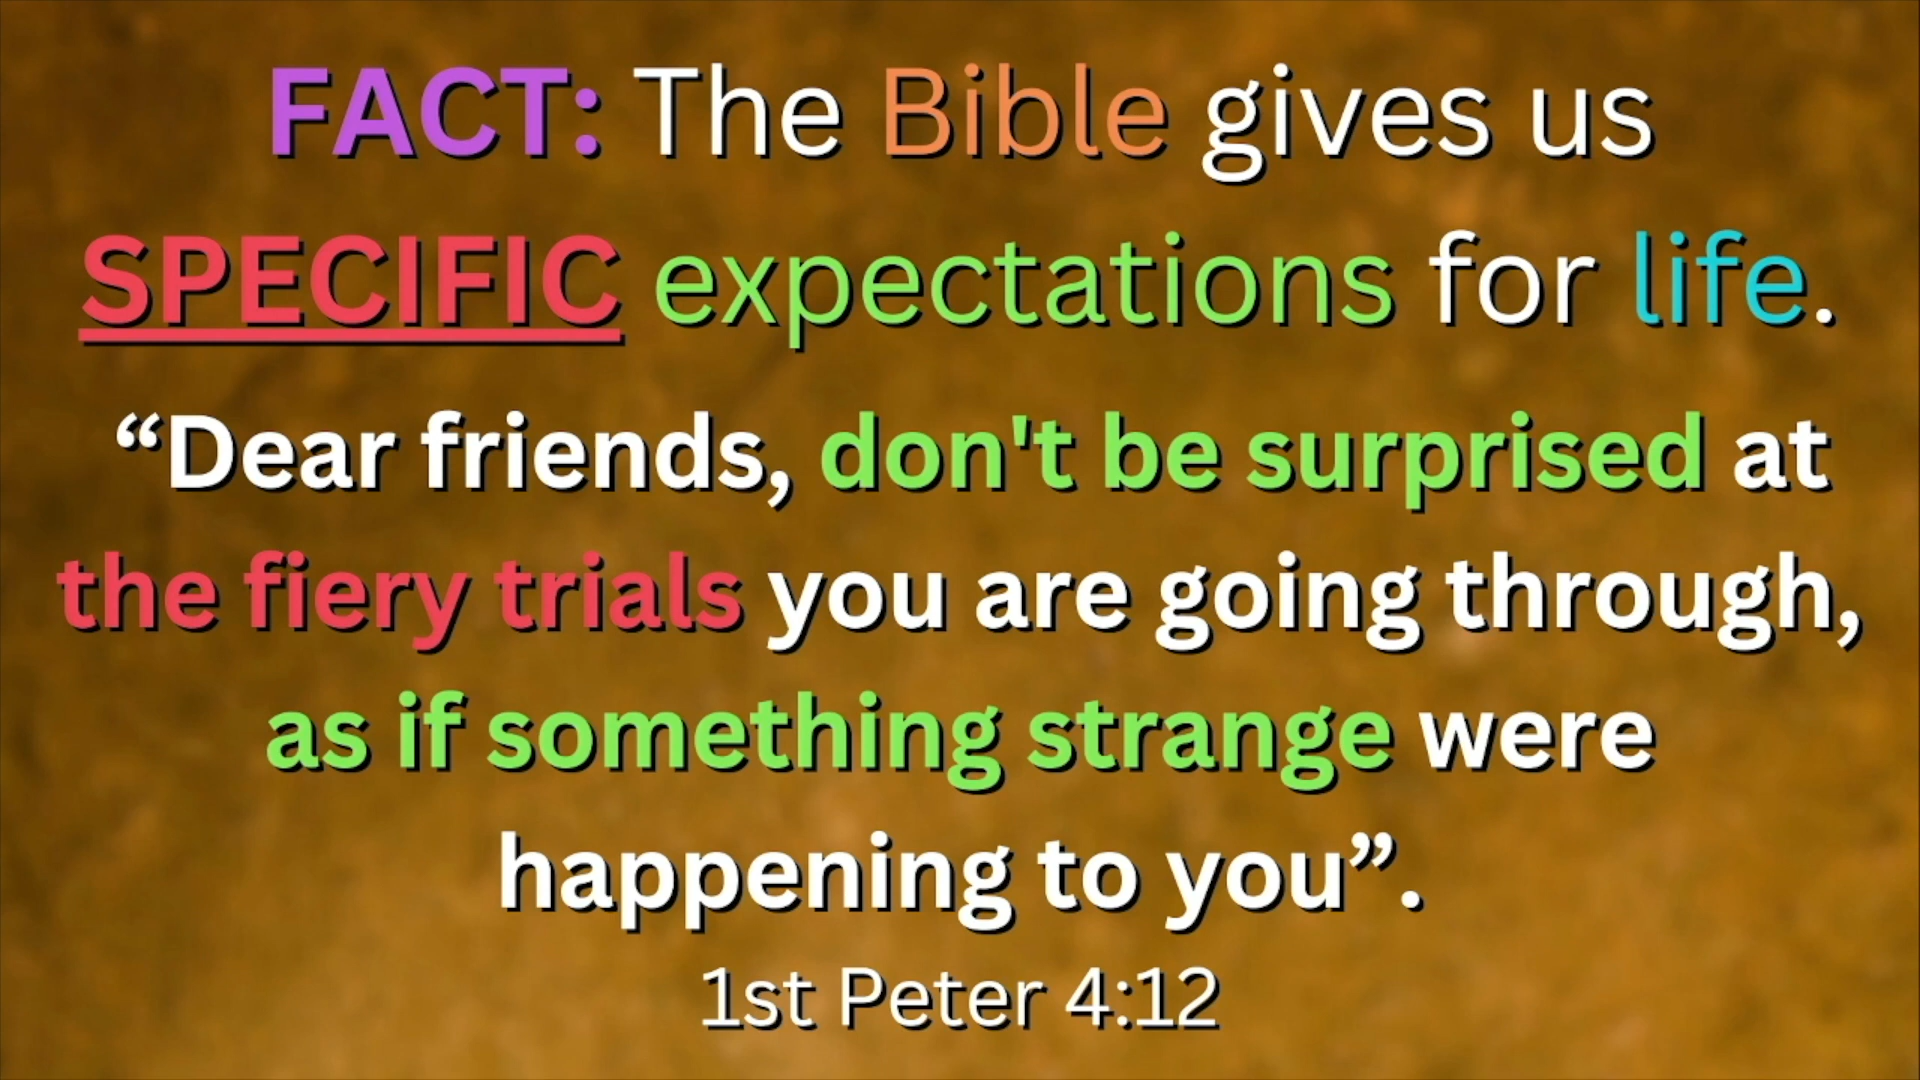 FACT: The Bible gives us
SPECIFIC expectations for life.
“Dear friends, don't be surprised at
the fiery trials you are going through,
as if something strange were
happening to you”.
1st Peter 4:12